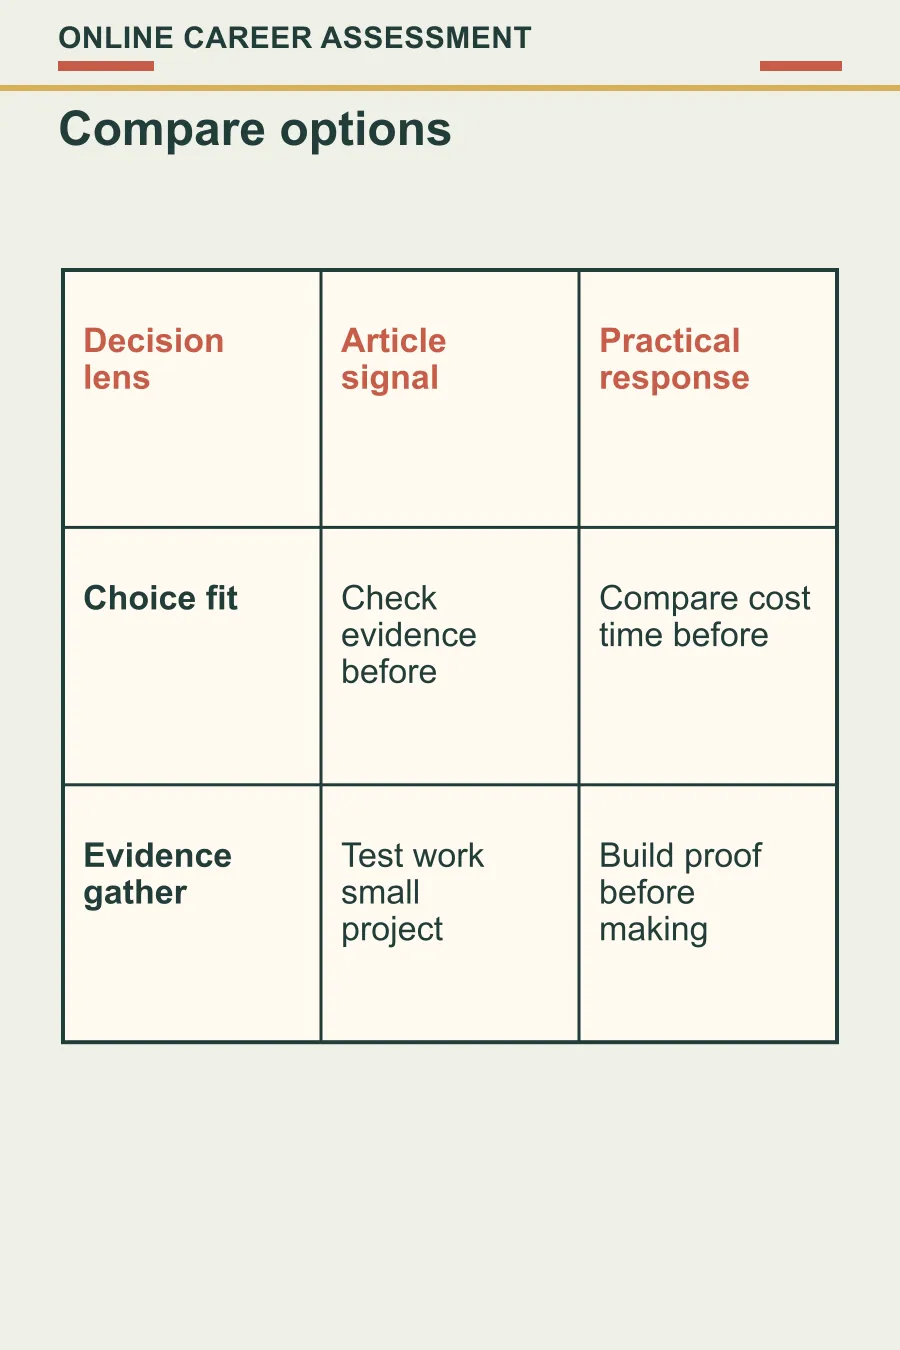 ONLINE CAREER ASSESSMENT
Compare options
Decision
lens
Article
signal
Practical
response
Choice fit
Check
evidence
before
Compare cost
time before
Evidence
gather
Test work
small
project
Build proof
before
making